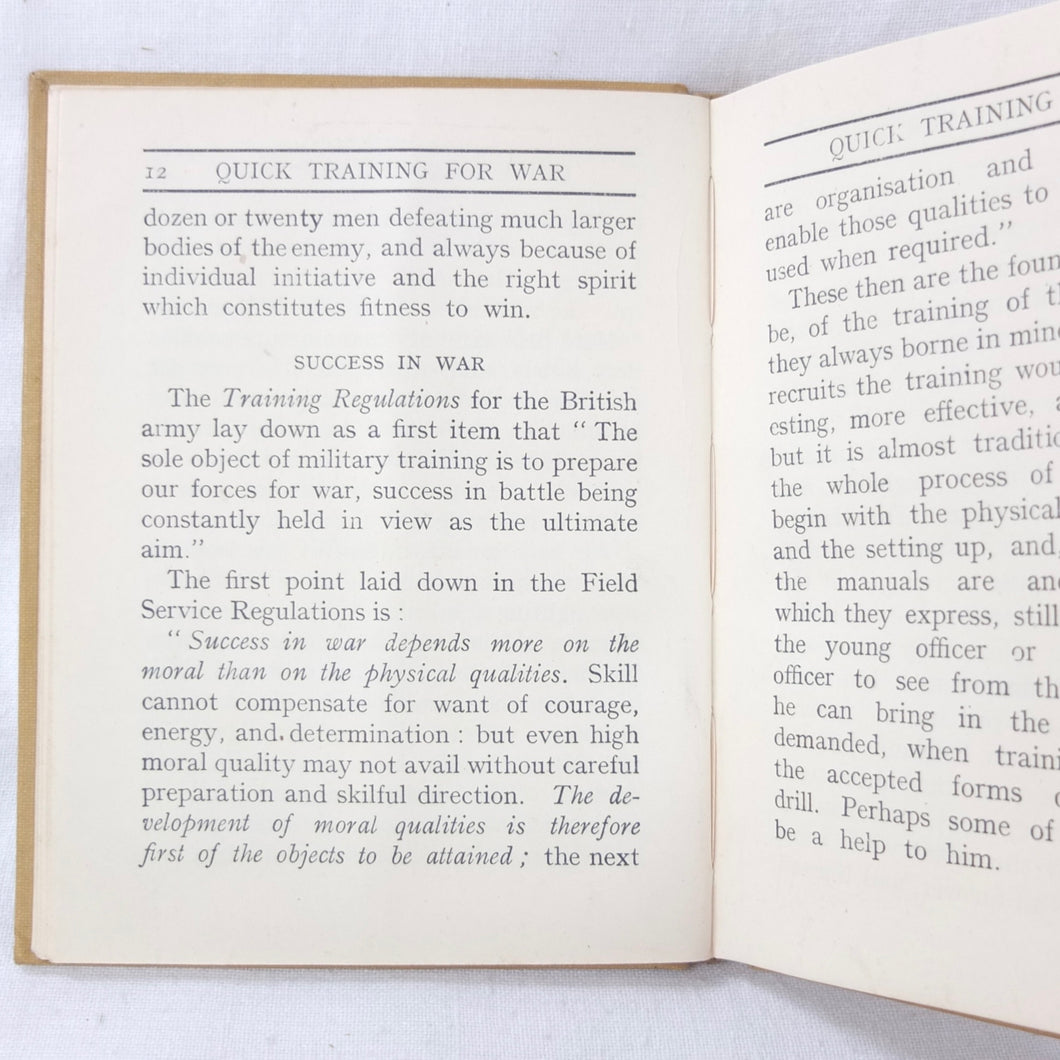 12 QUICK TRAINING FOR WAR
dozen or twenty men defeating much larger
bodies of the enemy, and always because of
individual initiative and the right spirit
which constitutes fitness to win.
SUCCESS IN WAR
The Training Regulations for the British
army lay down as a first item that “ The
sole object of military training is to prepare
our forces for war, success in battle being
constantly held in view as the ultimate
aim.”
The first point laid down in the Field
Service Regulations is :
“ Success in war depends more on the
moral than on the physical qualities. Skill
cannot compensate for want of courage,
energy, and determination : but even high
moral quality may not avail without careful
preparation and skilful direction. The de-
velopment of moral qualities is therefore
first of the objects to be attained ; the next
QUICK TRAINING
are organisation and
enable those qualities to
used when required.”
These then are the foun
be, of the training of
they always borne in
recruits the training
esting, more effective,
but it is almost
the whole process of
begin with the physical
and the setting up, and,
the manuals are
which they express, still
the young officer or
officer to see from
he can bring in the
demanded, when
the accepted forms
drill. Perhaps some of
be a help to him.